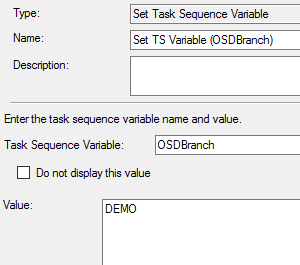 Type: Set Task Sequence Variable
Name: Set TS Variable (OSDBranch)
Description:
Enter the task sequence variable name and value.
Task Sequence Variable: OSDBranch
Do not display this value
Value: DEMO